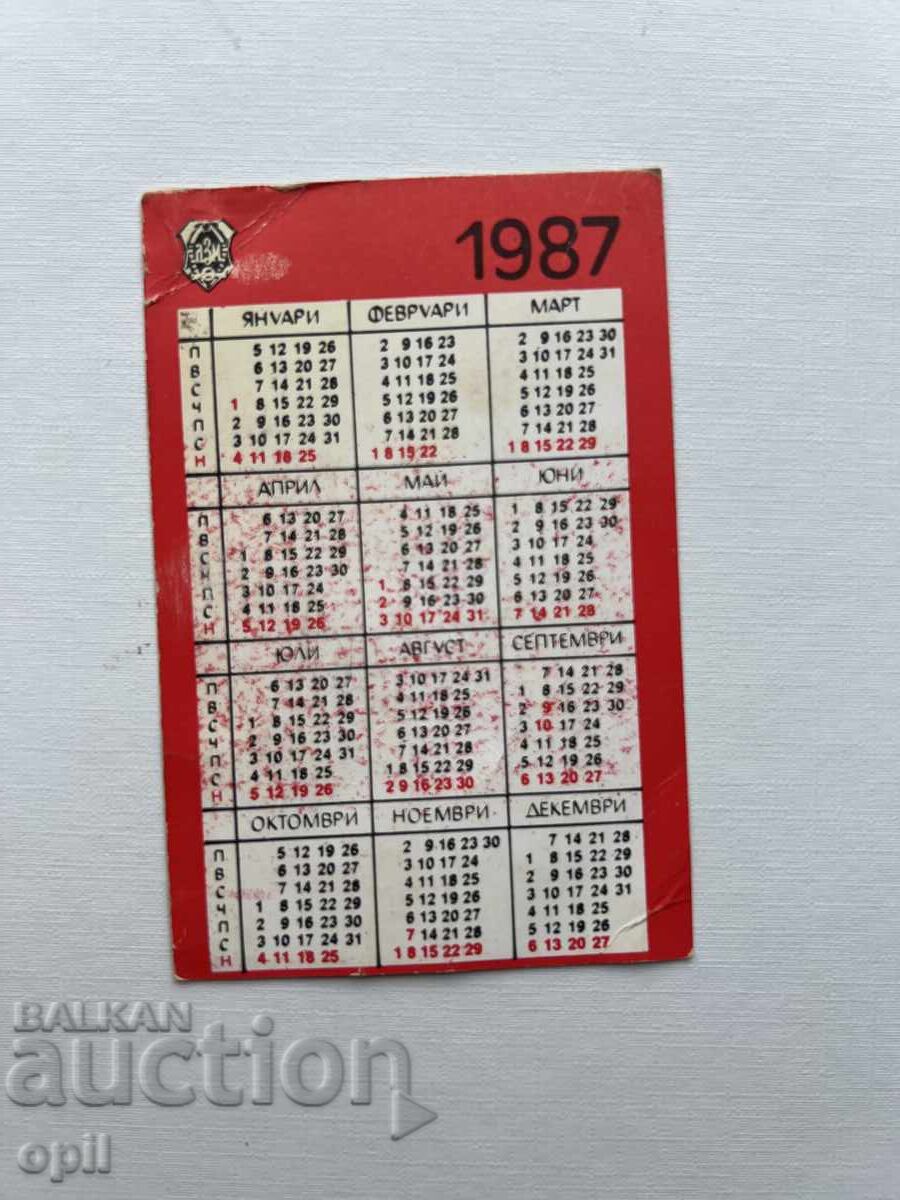 ДЗМ
1987
ЯНУАРИ ФЕВРУАРИ МАРТ
П 5 12 19 26 2 9 16 23 2 9 16 23 30
В 6 13 20 27 3 10 17 24 3 10 17 24 31
С 7 14 21 28 4 11 18 25 4 11 18 25
Ч 1 8 15 22 29 5 12 19 26 5 12 19 26
П 2 9 16 23 30 6 13 20 27 6 13 20 27
С 3 10 17 24 31 7 14 21 28 7 14 21 28
Н 4 11 18 25 1 8 15 22 1 8 15 22 29
АПРИЛ МАЙ ЮНИ
П 6 13 20 27 4 11 18 25 1 8 15 22 29
В 7 14 21 28 5 12 19 26 2 9 16 23 30
С 1 8 15 22 29 6 13 20 27 3 10 17 24
Ч 2 9 16 23 30 7 14 21 28 4 11 18 25
П 3 10 17 24 1 8 15 22 29 5 12 19 26
С 4 11 18 25 2 9 16 23 30 6 13 20 27
Н 5 12 19 26 3 10 17 24 31 7 14 21 28
ЮЛИ АВГУСТ СЕПТЕМВРИ
П 6 13 20 27 3 10 17 24 31 7 14 21 28
В 7 14 21 28 4 11 18 25 1 8 15 22 29
С 1 8 15 22 29 5 12 19 26 2 9 16 23 30
Ч 2 9 16 23 30 6 13 20 27 3 10 17 24
П 3 10 17 24 31 7 14 21 28 4 11 18 25
С 4 11 18 25 1 8 15 22 29 5 12 19 26
Н 5 12 19 26 2 9 16 23 30 6 13 20 27
ОКТОМВРИ НОЕМВРИ ДЕКЕМВРИ
П 5 12 19 26 2 9 16 23 30 7 14 21 28
В 6 13 20 27 3 10 17 24 1 8 15 22 29
С 7 14 21 28 4 11 18 25 2 9 16 23 30
Ч 1 8 15 22 29 5 12 19 26 3 10 17 24 31
П 2 9 16 23 30 6 13 20 27 4 11 18 25
С 3 10 17 24 31 7 14 21 28 5 12 19 26
Н 4 11 18 25 1 8 15 22 29 6 13 20 27
BALKAN
auction
opil